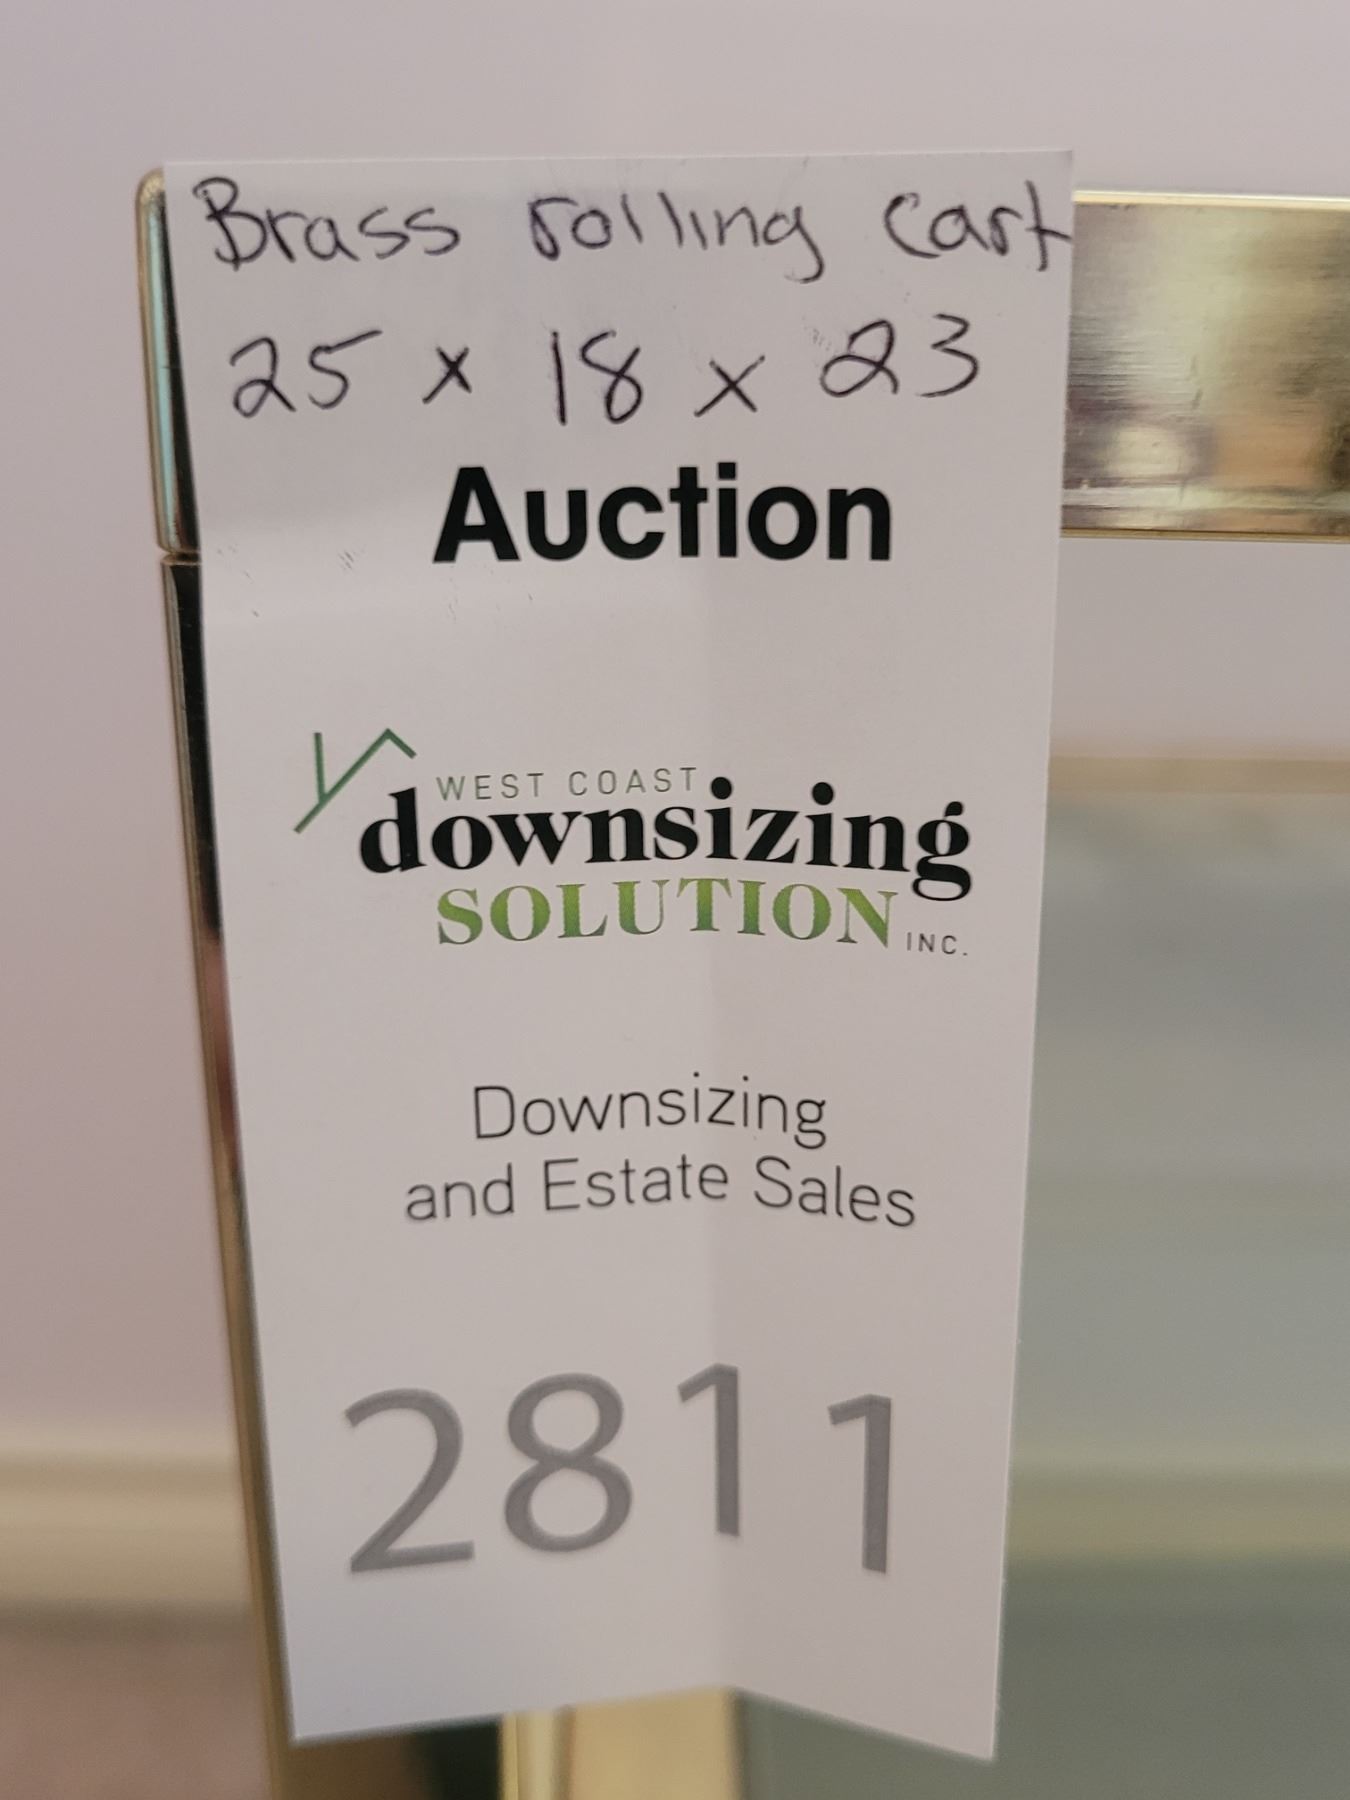 Brass rolling cart
25 x 18 x 23
Auction
WEST COAST
downsizing
SOLUTION INC.
Downsizing
and Estate Sales
2811